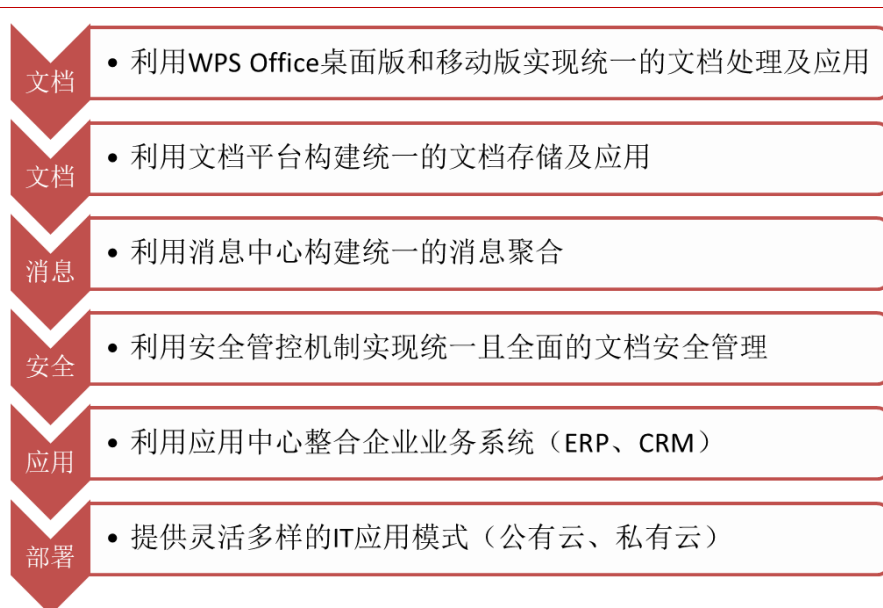 文档
• 利用WPS Office桌面版和移动版实现统一的文档处理及应用
文档
• 利用文档平台构建统一的文档存储及应用
消息
• 利用消息中心构建统一的消息聚合
安全
• 利用安全管控机制实现统一且全面的文档安全管理
应用
• 利用应用中心整合企业业务系统（ERP、CRM）
部署
• 提供灵活多样的IT应用模式（公有云、私有云）